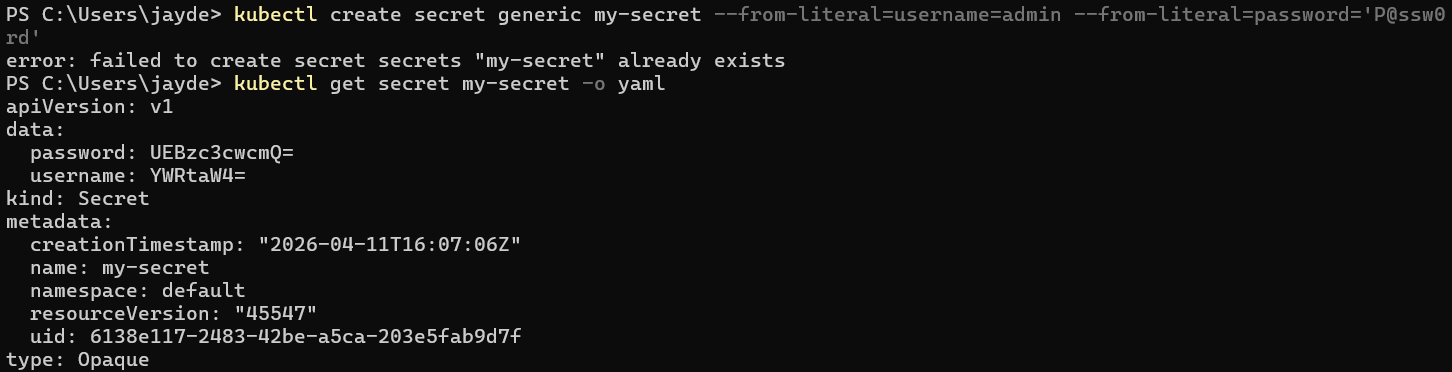 PS C:\Users\jayde> kubectl create secret generic my-secret --from-literal=username=admin --from-literal=password='P@ssw0
rd'
error: failed to create secret secrets "my-secret" already exists
PS C:\Users\jayde> kubectl get secret my-secret -o yaml
apiVersion: v1
data:
  password: UEBzc3cwcmQ=
  username: YWRtaW4=
kind: Secret
metadata:
  creationTimestamp: "2026-04-11T16:07:06Z"
  name: my-secret
  namespace: default
  resourceVersion: "45547"
  uid: 6138e117-2483-42be-a5ca-203e5fab9d7f
type: Opaque